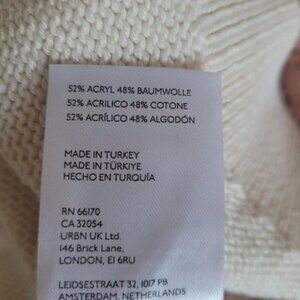 52% ACRYL 48% BAUMWOLLE
52% ACRILICO 48% COTONE
52% ACRÍLICO 48% ALGODÓN
MADE IN TURKEY
MADE IN TÜRKIYE
HECHO EN TURQUÍA
RN 66170
CA 32054
URBN UK Ltd.
146 Brick Lane,
LONDON, E1 6RU
LEIDSESTRAAT 32, 1017 PB
AMSTERDAM, NETHERLANDS